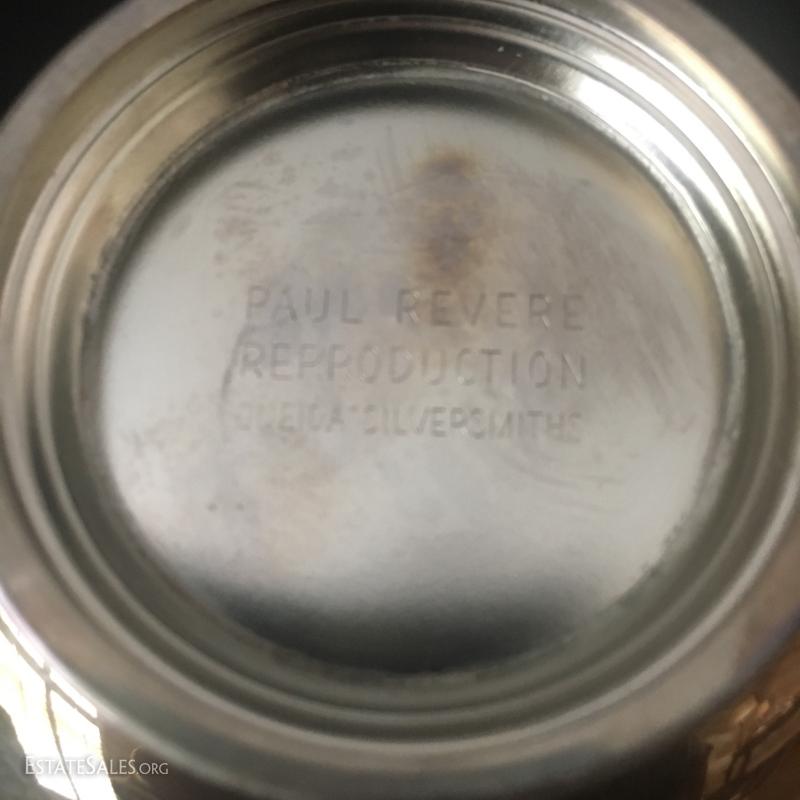 PAUL REVERE
REPRODUCTION
ONEIDA SILVERSMITHS
ESTATESALES.ORG